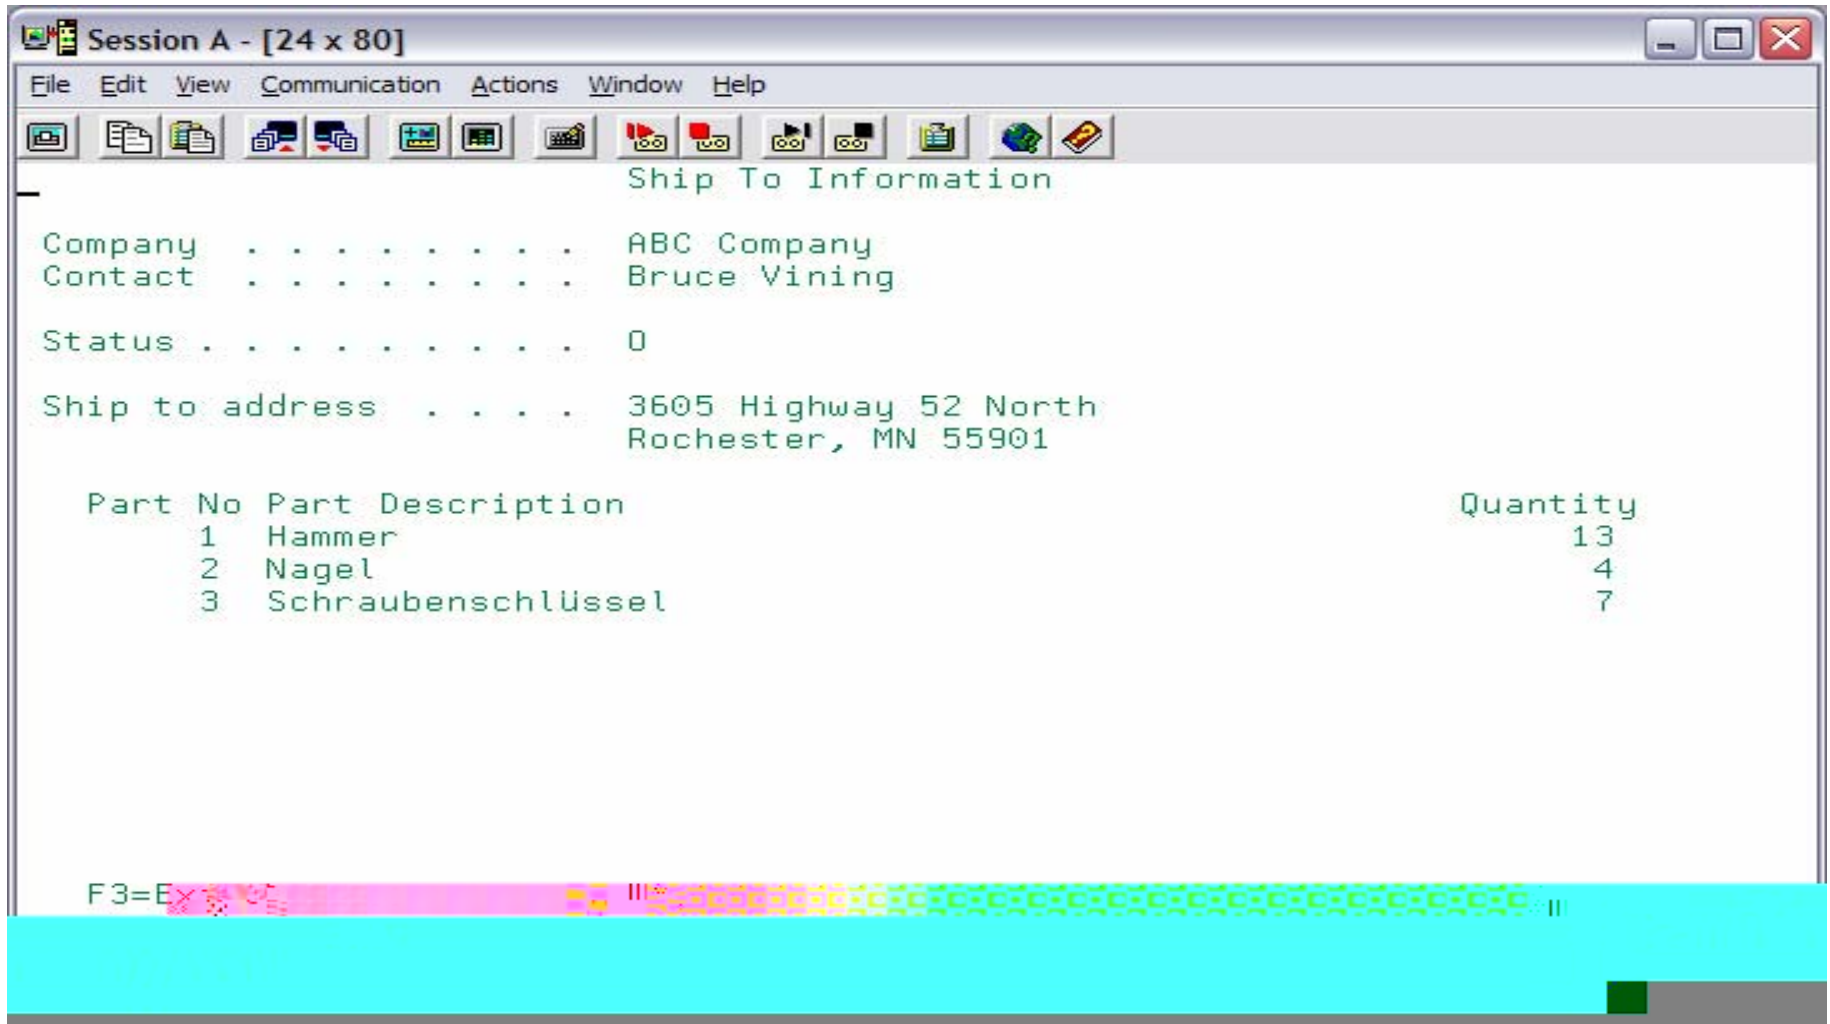 Session A - [24 x 80]
File Edit View Communication Actions Window Help
Ship To Information
Company . . . . . . . . ABC Company
Contact . . . . . . . . Bruce Vining
Status . . . . . . . . . O
Ship to address . . . . 3605 Highway 52 North
Rochester, MN 55901
Part No Part Description Quantity
1 Hammer 13
2 Nagel 4
3 Schraubenschlüssel 7